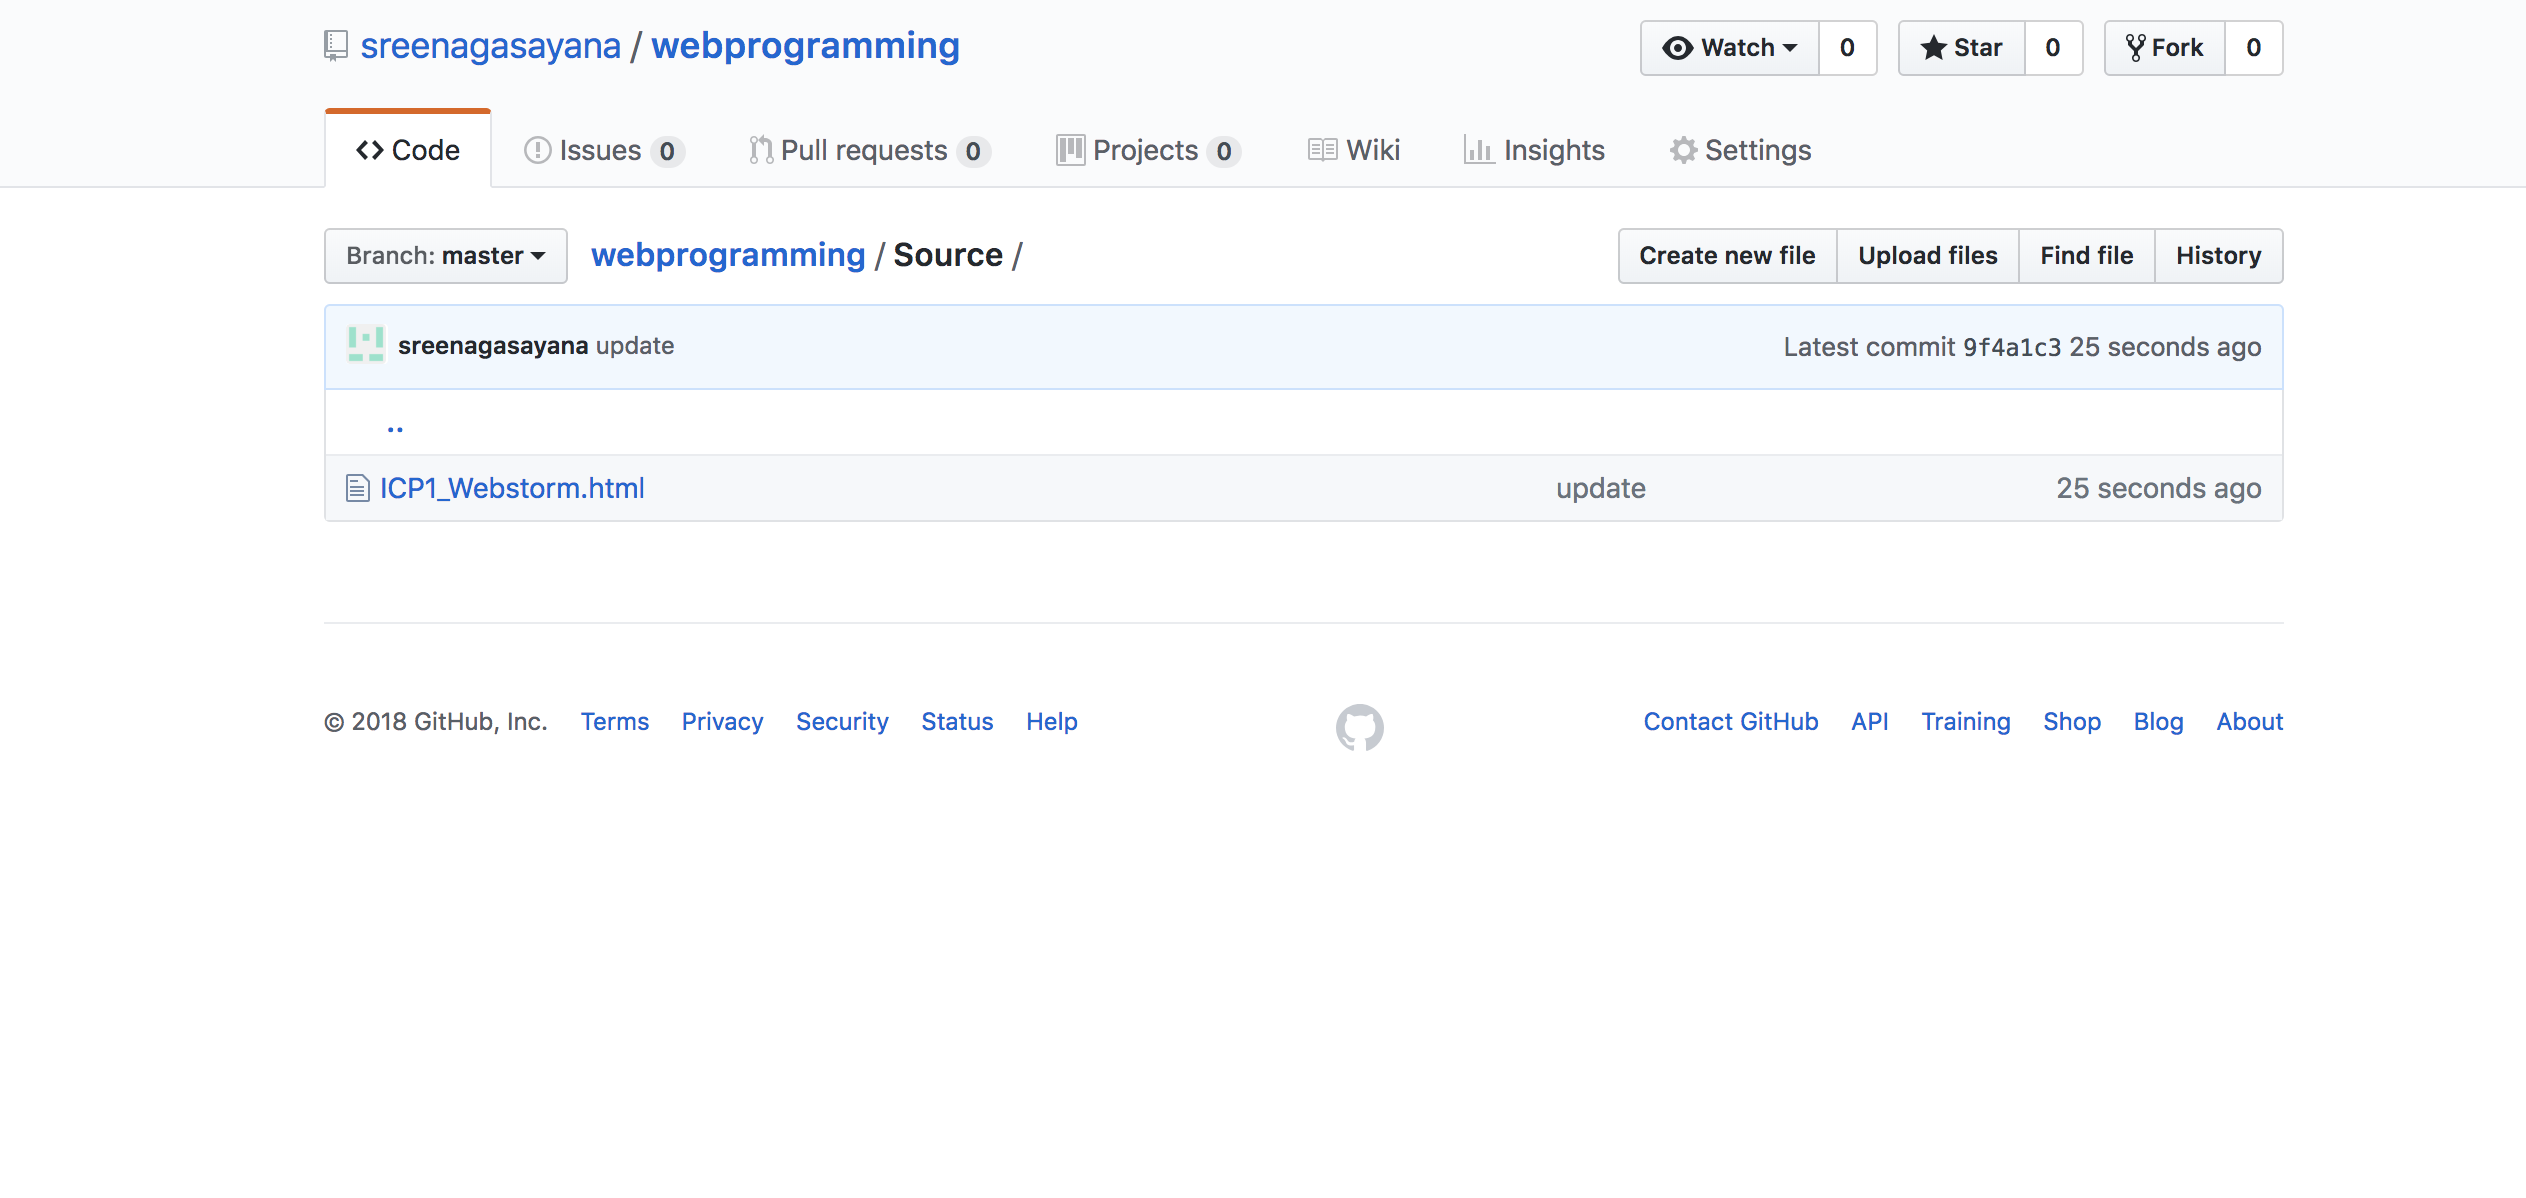 sreenagasayana / webprogramming
Watch 0 Star 0 Fork 0
Code Issues 0 Pull requests 0 Projects 0 Wiki Insights Settings
Branch: master webprogramming / Source / Create new file Upload files Find file History
sreenagasayana update Latest commit 9f4a1c3 25 seconds ago
..
ICP1_Webstorm.html update 25 seconds ago
© 2018 GitHub, Inc. Terms Privacy Security Status Help Contact GitHub API Training Shop Blog About